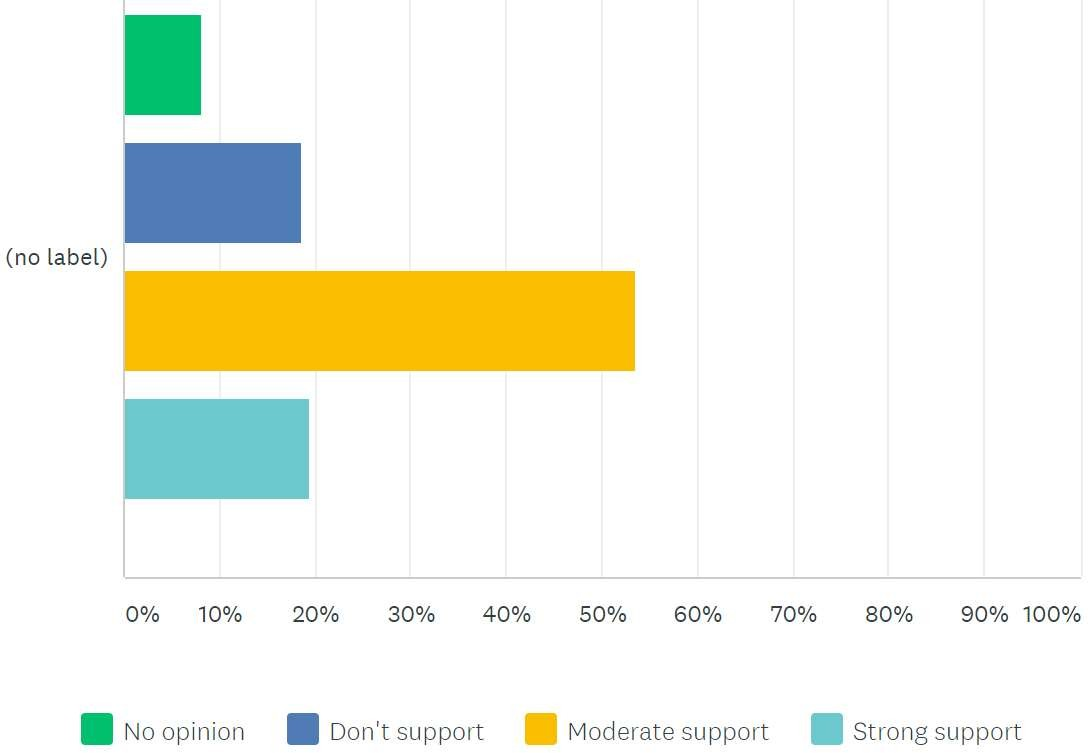 (no label)
0% 10% 20% 30% 40% 50% 60% 70% 80% 90% 100%
No opinion Don't support Moderate support Strong support